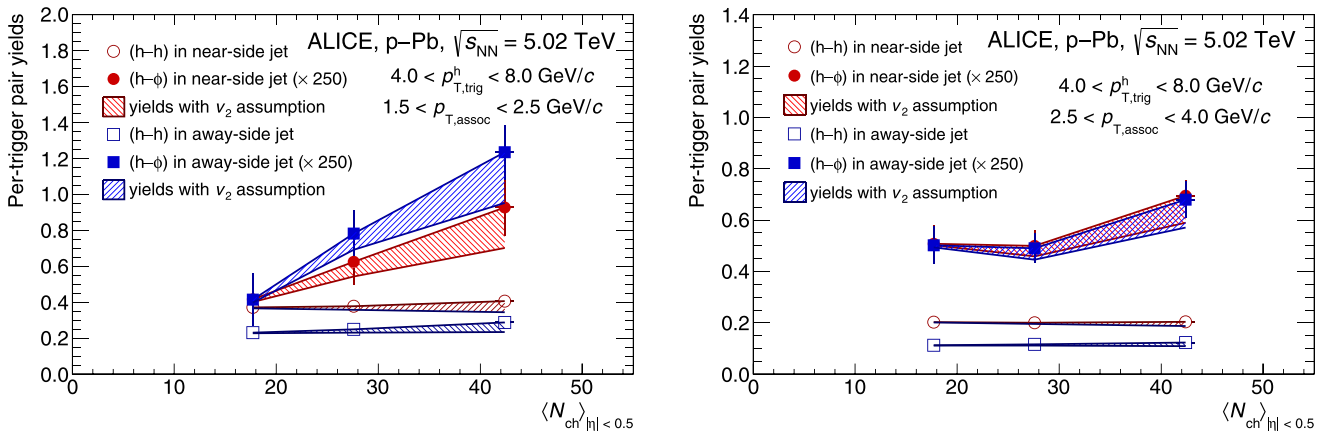 2.0
1.8
1.6
1.4
1.2
1.0
0.8
0.6
0.4
0.2
0.0
Per-trigger pair yields
ALICE, p–Pb, √sNN = 5.02 TeV
4.0 < p^h_T,trig < 8.0 GeV/c
1.5 < p_T,assoc < 2.5 GeV/c
(h–h) in near-side jet
(h–ϕ) in near-side jet (× 250)
yields with v2 assumption
(h–h) in away-side jet
(h–ϕ) in away-side jet (× 250)
yields with v2 assumption
0 10 20 30 40 50
⟨Nch⟩|η| < 0.5
1.4
1.2
1.0
0.8
0.6
0.4
0.2
0.0
Per-trigger pair yields
ALICE, p–Pb, √sNN = 5.02 TeV
4.0 < p^h_T,trig < 8.0 GeV/c
2.5 < p_T,assoc < 4.0 GeV/c
(h–h) in near-side jet
(h–ϕ) in near-side jet (× 250)
yields with v2 assumption
(h–h) in away-side jet
(h–ϕ) in away-side jet (× 250)
yields with v2 assumption
0 10 20 30 40 50
⟨Nch⟩|η| < 0.5